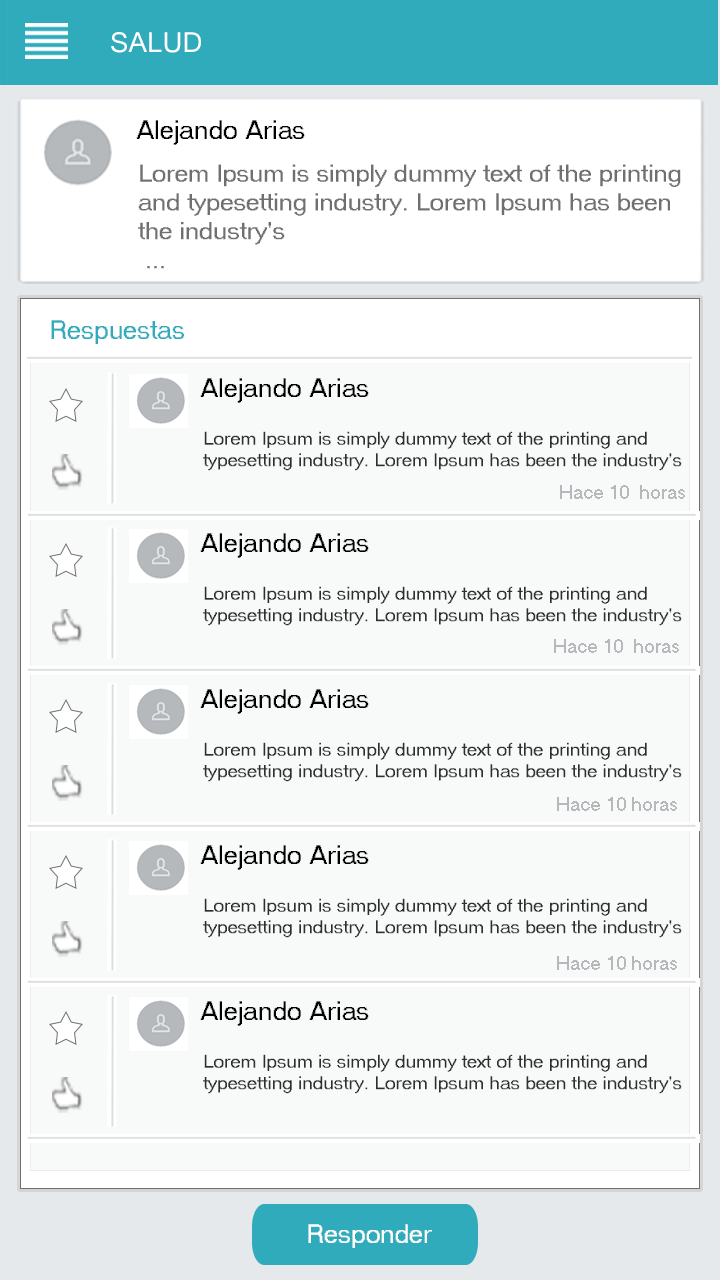 SALUD
Alejando Arias
Lorem Ipsum is simply dummy text of the printing
and typesetting industry. Lorem Ipsum has been
the industry's
...
Respuestas
Alejando Arias
Lorem Ipsum is simply dummy text of the printing and
typesetting industry. Lorem Ipsum has been the industry's
Hace 10 horas
Alejando Arias
Lorem Ipsum is simply dummy text of the printing and
typesetting industry. Lorem Ipsum has been the industry's
Hace 10 horas
Alejando Arias
Lorem Ipsum is simply dummy text of the printing and
typesetting industry. Lorem Ipsum has been the industry's
Hace 10 horas
Alejando Arias
Lorem Ipsum is simply dummy text of the printing and
typesetting industry. Lorem Ipsum has been the industry's
Hace 10 horas
Alejando Arias
Lorem Ipsum is simply dummy text of the printing and
typesetting industry. Lorem Ipsum has been the industry's
Responder